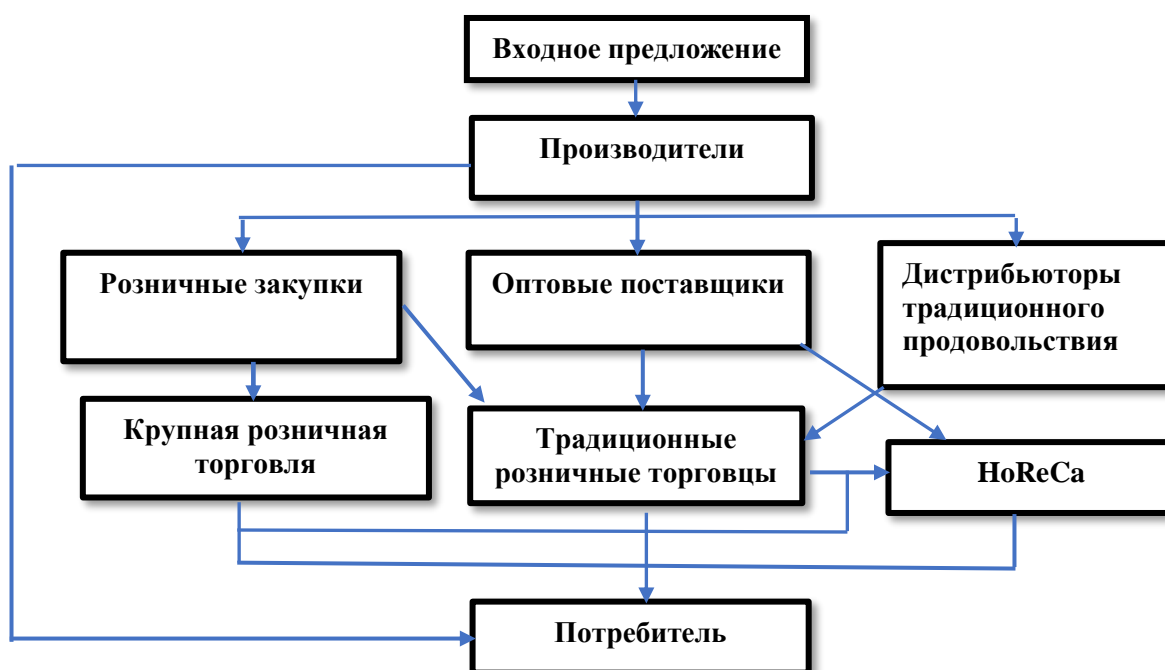 Входное предложение
Производители
Розничные закупки
Оптовые поставщики
Дистрибьюторы
традиционного
продовольствия
Крупная розничная
торговля
Традиционные
розничные торговцы
HoReCa
Потребитель